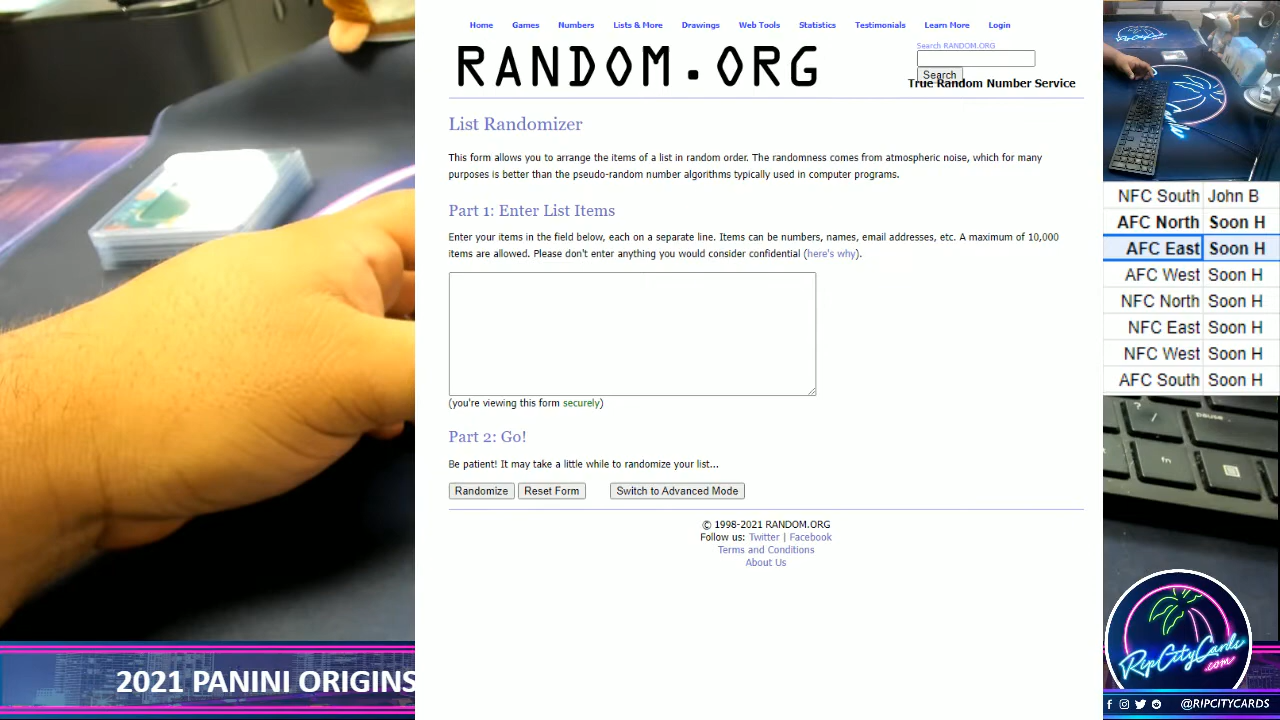 Home Games Numbers Lists & More Drawings Web Tools Statistics Testimonials Learn More Login
RANDOM.ORG
Search RANDOM.ORG
Search
True Random Number Service
List Randomizer
This form allows you to arrange the items of a list in random order. The randomness comes from atmospheric noise, which for many
purposes is better than the pseudo-random number algorithms typically used in computer programs.
Part 1: Enter List Items
Enter your items in the field below, each on a separate line. Items can be numbers, names, email addresses, etc. A maximum of 10,000
items are allowed. Please don't enter anything you would consider confidential (here's why).
(you're viewing this form securely)
Part 2: Go!
Be patient! It may take a little while to randomize your list...
Randomize Reset Form Switch to Advanced Mode
© 1998-2021 RANDOM.ORG
Follow us: Twitter | Facebook
Terms and Conditions
About Us
NFC South John B
AFC North Soon H
AFC East Soon H
AFC West Soon H
NFC North Soon H
NFC East Soon H
NFC West Soon H
AFC South Soon H
pause
RipCityCards
.com
2021 PANINI ORIGINS
@RIPCITYCARDS